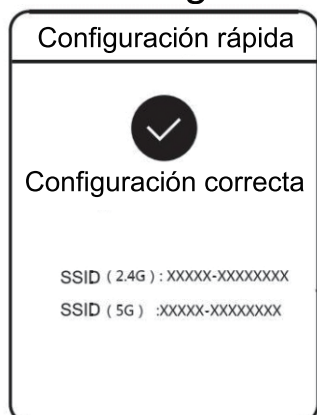 Configuración rápida
Configuración correcta
SSID ( 2.4G ) : XXXXX-XXXXXXXX
SSID ( 5G ) :XXXXX-XXXXXXXX